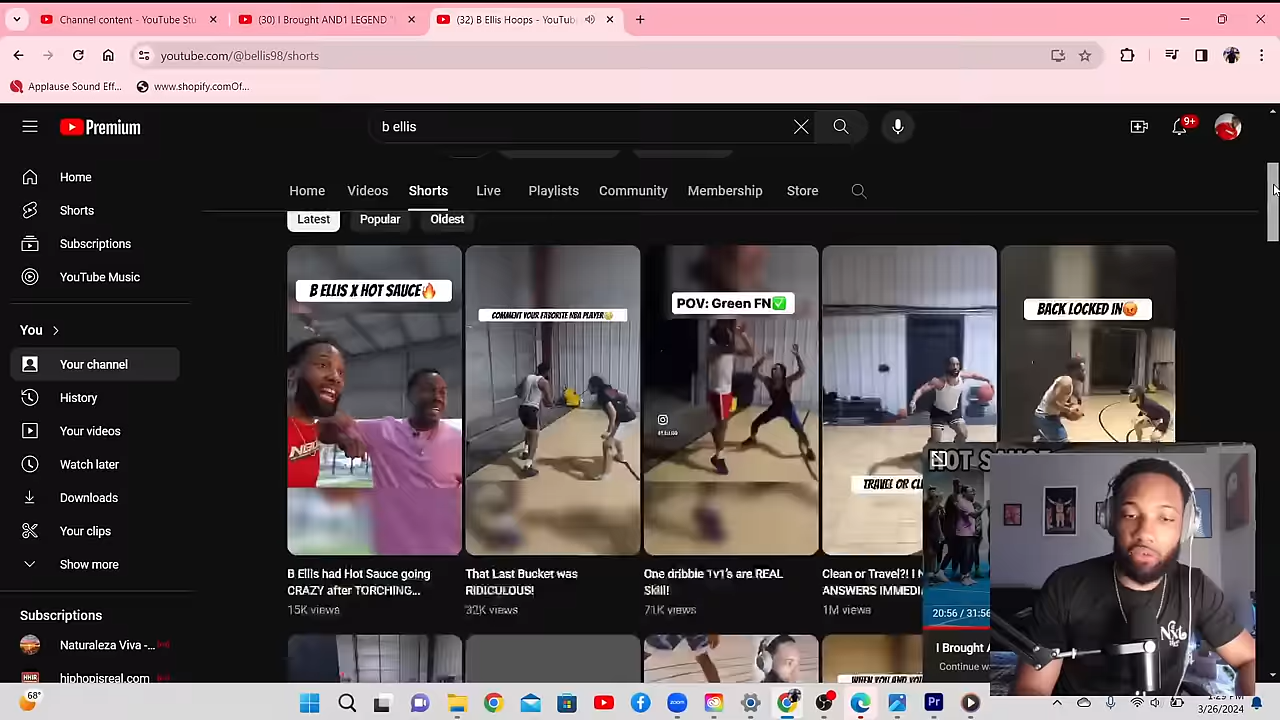 Channel content - YouTube Stu
(30) I Brought AND1 LEGEND "
(32) B Ellis Hoops - YouTub
youtube.com/@bellis98/shorts
Applause Sound Eff...
www.shopify.comOf...
Premium
b ellis
9+
Home
Shorts
Subscriptions
YouTube Music
You
Your channel
History
Your videos
Watch later
Downloads
Your clips
Show more
Subscriptions
Naturaleza Viva -...
hiphopisreal.com
Home Videos Shorts Live Playlists Community Membership Store
Latest Popular Oldest
B ELLIS X HOT SAUCE🔥
COMMENT YOUR FAVORITE NBA PLAYER
POV: Green FN✅
BACK LOCKED IN😡
TRAVEL OR CL
HOT S
B Ellis had Hot Sauce going
CRAZY after TORCHING...
15K views
That Last Bucket was
RIDICULOUS!
32K views
One dribble 1v1's are REAL
Skill!
71K views
Clean or Travel?! I N
ANSWERS IMMEDI
1M views
20:56 / 31:56
I Brought A
Continue w
68°
Pr
1:29 PM
3/26/2024